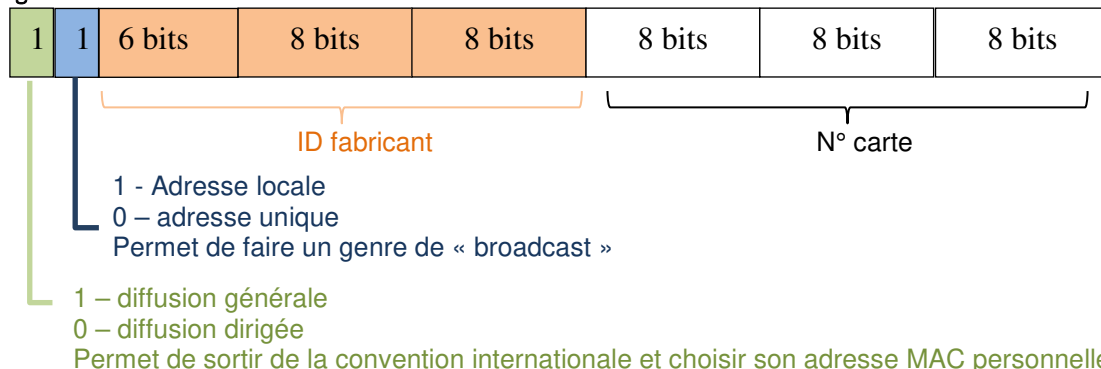 1 1 6 bits 8 bits 8 bits 8 bits 8 bits 8 bits
ID fabricant N° carte
1 - Adresse locale
0 – adresse unique
Permet de faire un genre de « broadcast »
1 – diffusion générale
0 – diffusion dirigée
Permet de sortir de la convention internationale et choisir son adresse MAC personnelle